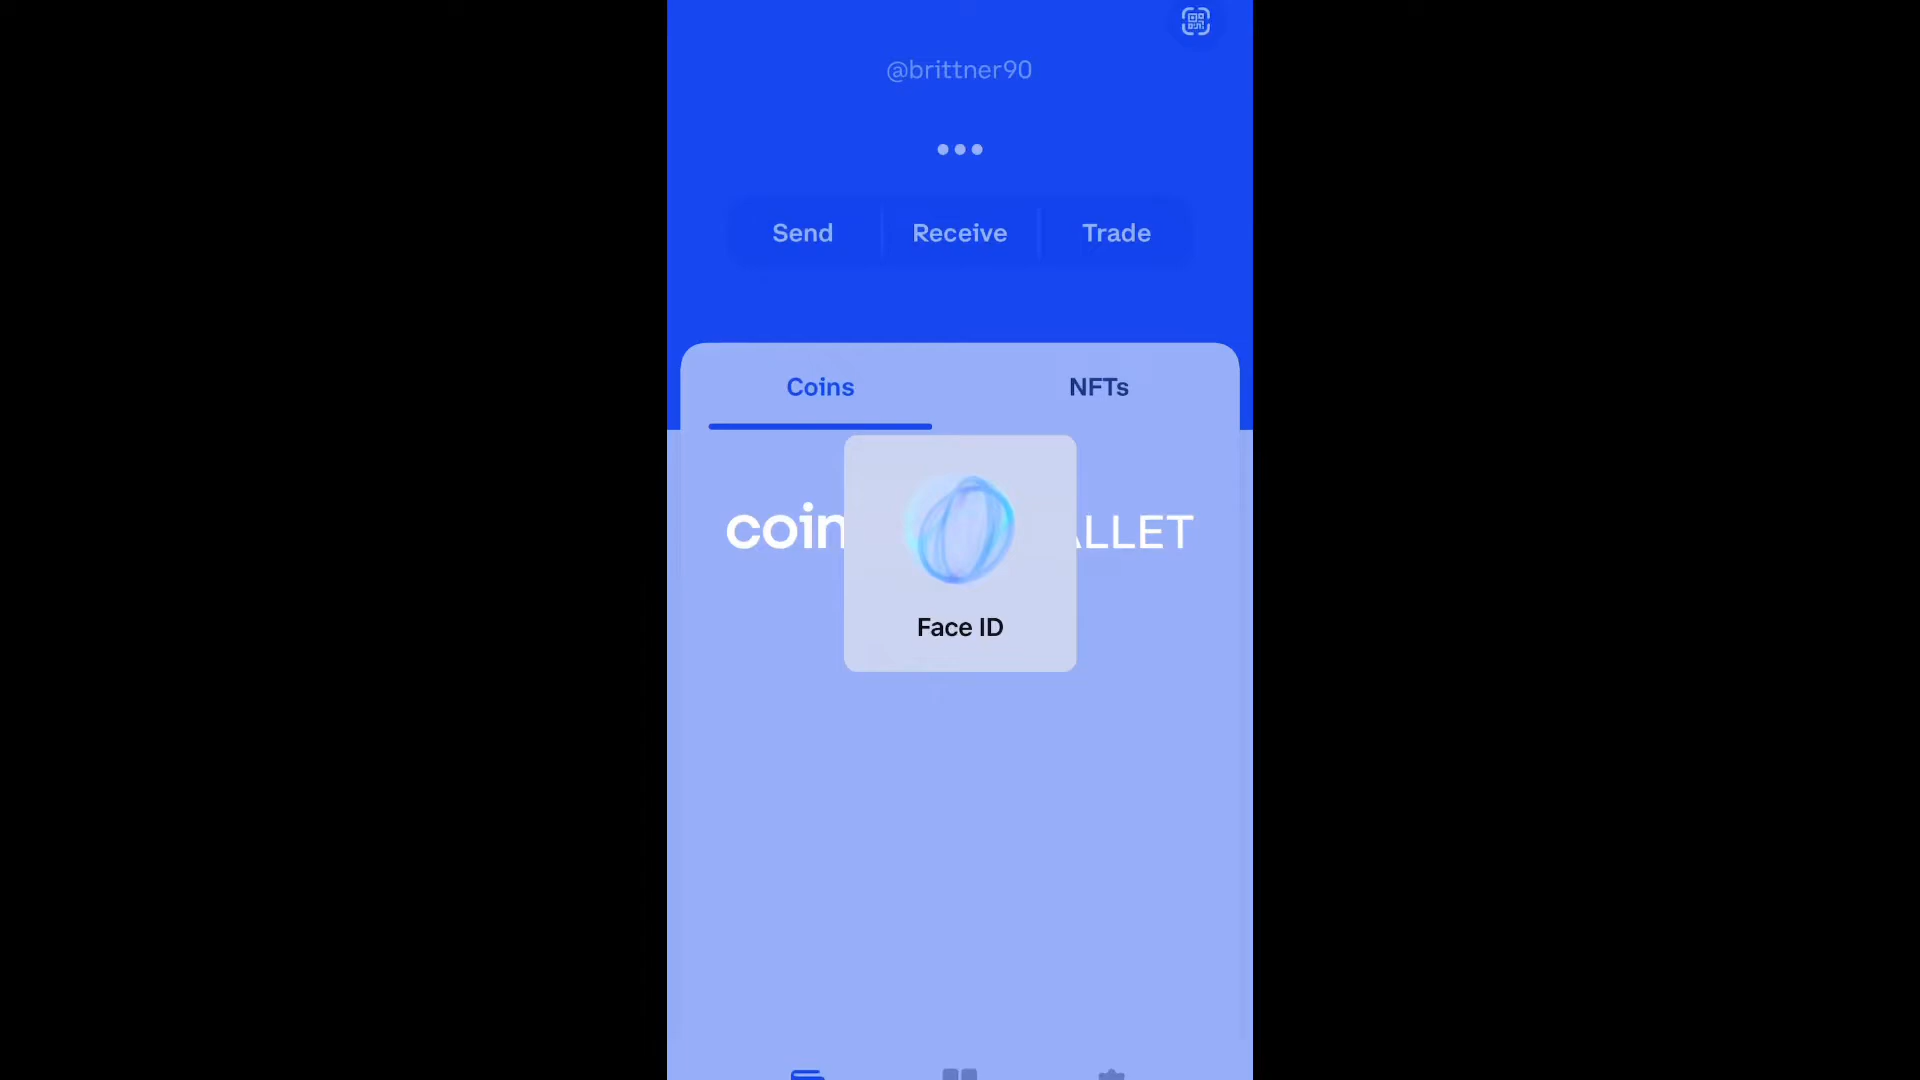 @brittner90
Send Receive Trade
Coins NFTs
coin ALLET
Face ID